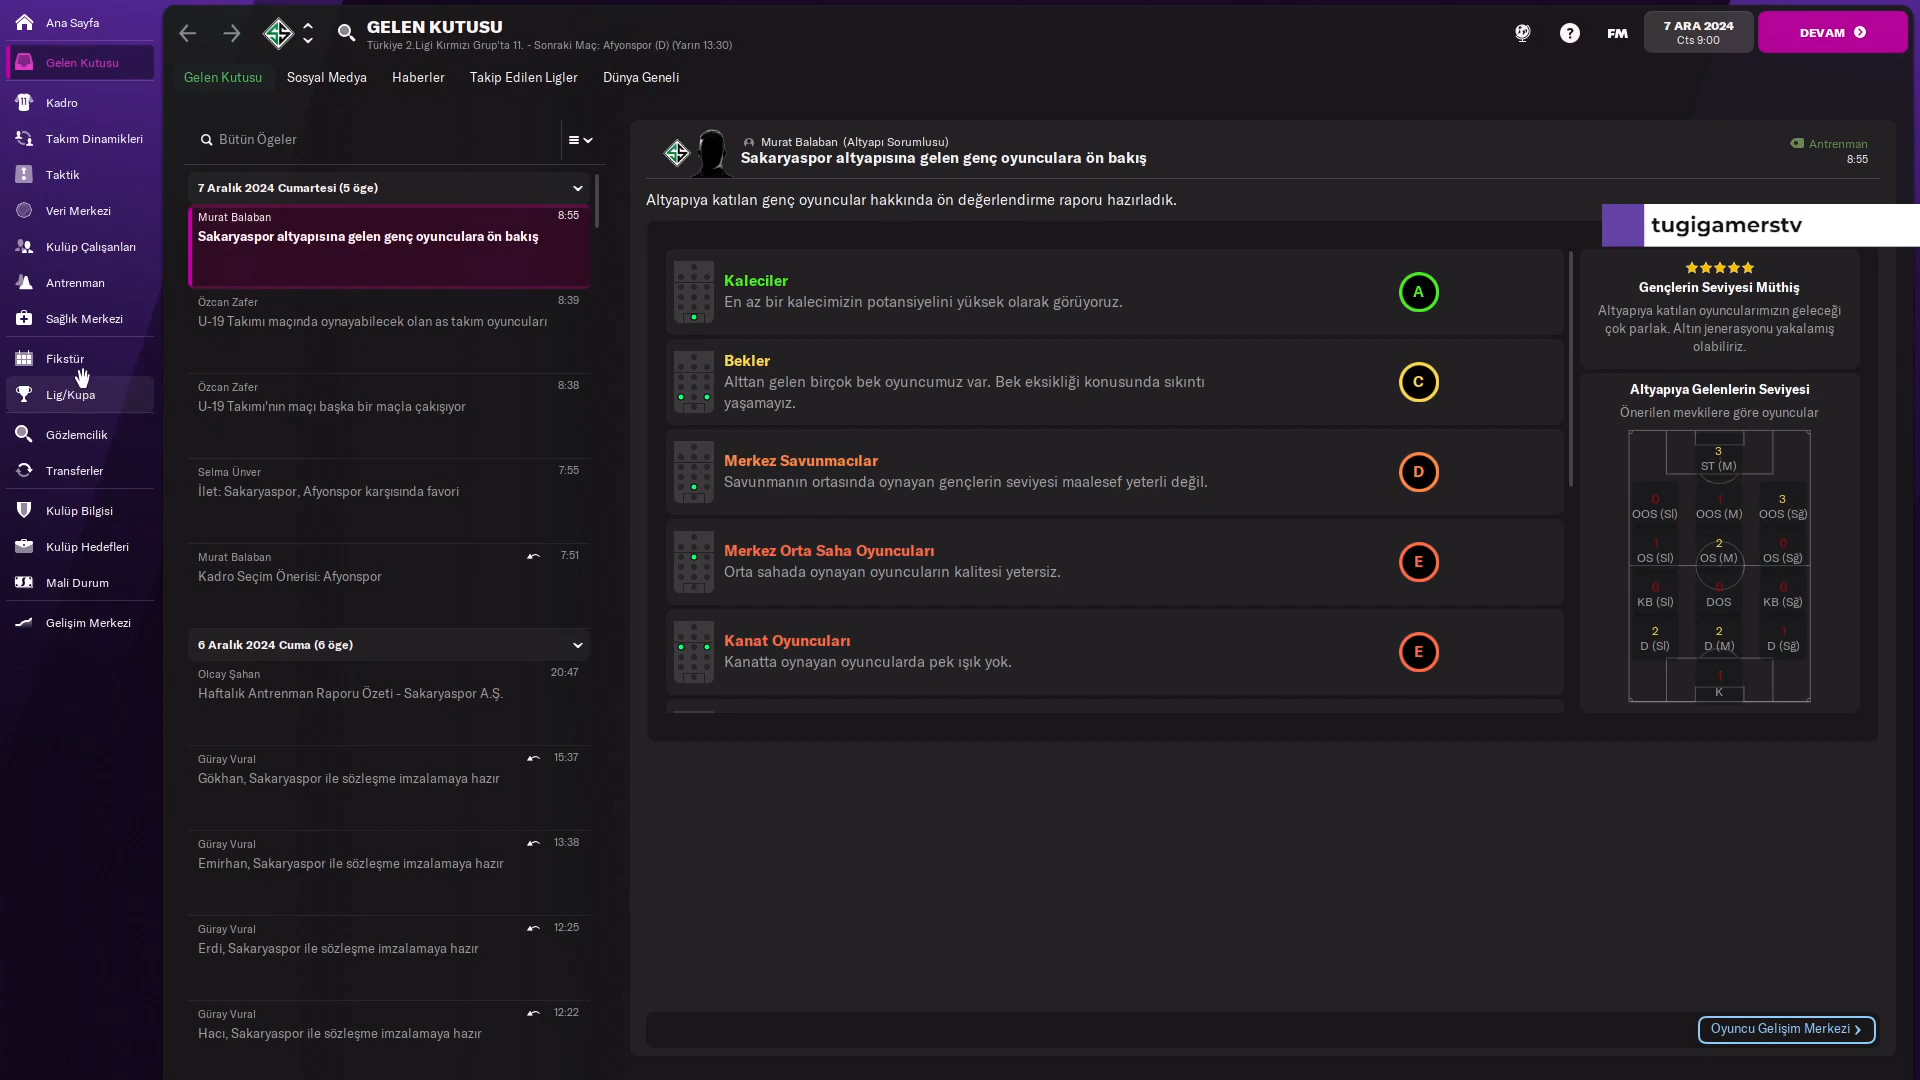 Ana Sayfa
Gelen Kutusu
Kadro
Takım Dinamikleri
Taktik
Veri Merkezi
Kulüp Çalışanları
Antrenman
Sağlık Merkezi
Fikstür
Lig/Kupa
Gözlemcilik
Transferler
Kulüp Bilgisi
Kulüp Hedefleri
Mali Durum
Gelişim Merkezi
GELEN KUTUSU
Türkiye 2.Ligi Kırmızı Grup'ta 11. - Sonraki Maç: Afyonspor (D) (Yarın 13:30)
FM
7 ARA 2024
Cts 9:00
DEVAM
Gelen Kutusu Sosyal Medya Haberler Takip Edilen Ligler Dünya Geneli
Bütün Ögeler
7 Aralık 2024 Cumartesi (5 öge)
Murat Balaban 8:55
Sakaryaspor altyapısına gelen genç oyunculara ön bakış
Özcan Zafer 8:39
U-19 Takımı maçında oynayabilecek olan as takım oyuncuları
Özcan Zafer 8:38
U-19 Takımı'nın maçı başka bir maçla çakışıyor
Selma Ünver 7:55
İlet: Sakaryaspor, Afyonspor karşısında favori
Murat Balaban 7:51
Kadro Seçim Önerisi: Afyonspor
6 Aralık 2024 Cuma (6 öge)
Olcay Şahan 20:47
Haftalık Antrenman Raporu Özeti - Sakaryaspor A.Ş.
Güray Vural 15:37
Gökhan, Sakaryaspor ile sözleşme imzalamaya hazır
Güray Vural 13:38
Emirhan, Sakaryaspor ile sözleşme imzalamaya hazır
Güray Vural 12:25
Erdi, Sakaryaspor ile sözleşme imzalamaya hazır
Güray Vural 12:22
Hacı, Sakaryaspor ile sözleşme imzalamaya hazır
Murat Balaban (Altyapı Sorumlusu)
Sakaryaspor altyapısına gelen genç oyunculara ön bakış
Antrenman
8:55
Altyapıya katılan genç oyuncular hakkında ön değerlendirme raporu hazırladık.
tugigamerstv
Kaleciler
En az bir kalecimizin potansiyelini yüksek olarak görüyoruz.
A
Bekler
Alttan gelen birçok bek oyuncumuz var. Bek eksikliği konusunda sıkıntı
yaşamayız.
C
Merkez Savunmacılar
Savunmanın ortasında oynayan gençlerin seviyesi maalesef yeterli değil.
D
Merkez Orta Saha Oyuncuları
Orta sahada oynayan oyuncuların kalitesi yetersiz.
E
Kanat Oyuncuları
Kanatta oynayan oyuncularda pek ışık yok.
E
Gençlerin Seviyesi Müthiş
Altyapıya katılan oyuncularımızın geleceği
çok parlak. Altın jenerasyonu yakalamış
olabiliriz.
Altyapıya Gelenlerin Seviyesi
Önerilen mevkilere göre oyuncular
3
ST (M)
0 1 3
OOS (Sl) OOS (M) OOS (Sğ)
1 2 0
OS (Sl) OS (M) OS (Sğ)
0 0 0
KB (Sl) DOS KB (Sğ)
2 2 1
D (Sl) D (M) D (Sğ)
1
K
Oyuncu Gelişim Merkezi